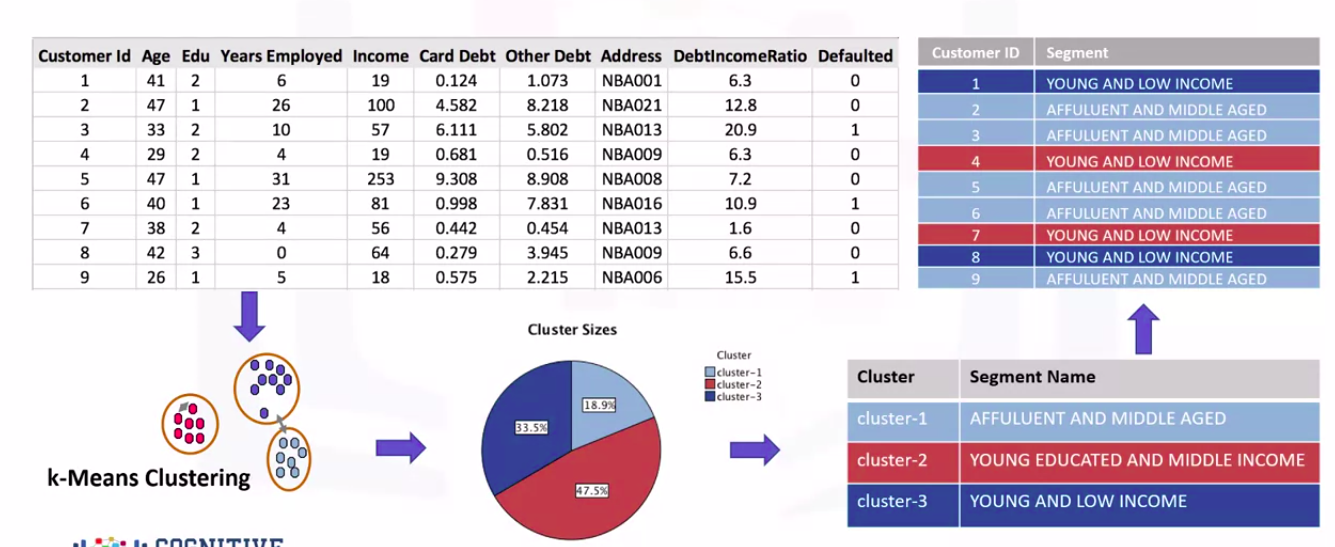 Customer Id Age Edu Years Employed Income Card Debt Other Debt Address DebtIncomeRatio Defaulted
1 41 2 6 19 0.124 1.073 NBA001 6.3 0
2 47 1 26 100 4.582 8.218 NBA021 12.8 0
3 33 2 10 57 6.111 5.802 NBA013 20.9 1
4 29 2 4 19 0.681 0.516 NBA009 6.3 0
5 47 1 31 253 9.308 8.908 NBA008 7.2 0
6 40 1 23 81 0.998 7.831 NBA016 10.9 1
7 38 2 4 56 0.442 0.454 NBA013 1.6 0
8 42 3 0 64 0.279 3.945 NBA009 6.6 0
9 26 1 5 18 0.575 2.215 NBA006 15.5 1
Customer ID Segment
1 YOUNG AND LOW INCOME
2 AFFULUENT AND MIDDLE AGED
3 AFFULUENT AND MIDDLE AGED
4 YOUNG AND LOW INCOME
5 AFFULUENT AND MIDDLE AGED
6 AFFULUENT AND MIDDLE AGED
7 YOUNG AND LOW INCOME
8 YOUNG AND LOW INCOME
9 AFFULUENT AND MIDDLE AGED
k-Means Clustering
Cluster Sizes
18.9%
33.5%
47.5%
Cluster
cluster-1
cluster-2
cluster-3
Cluster Segment Name
cluster-1 AFFULUENT AND MIDDLE AGED
cluster-2 YOUNG EDUCATED AND MIDDLE INCOME
cluster-3 YOUNG AND LOW INCOME
COGNITIVE